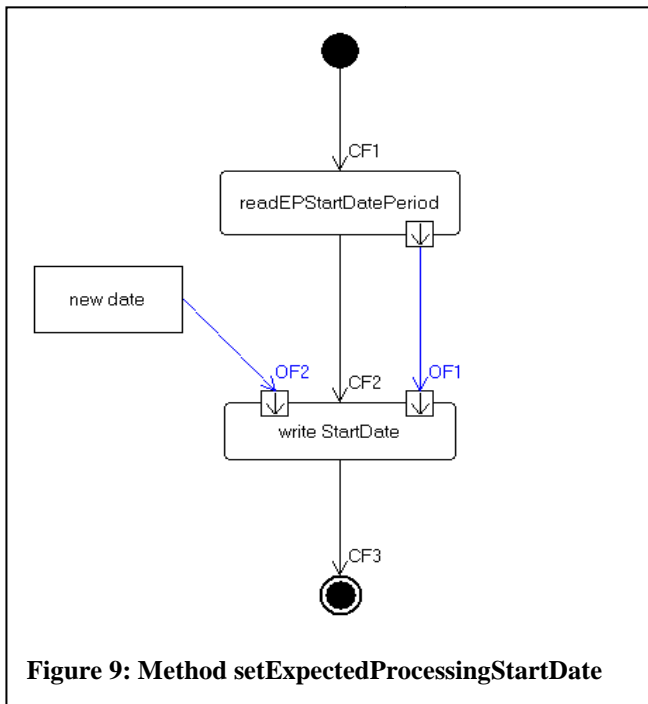 CF1
readEPStartDatePeriod
new date
OF2
CF2
OF1
write StartDate
CF3
Figure 9: Method setExpectedProcessingStartDate